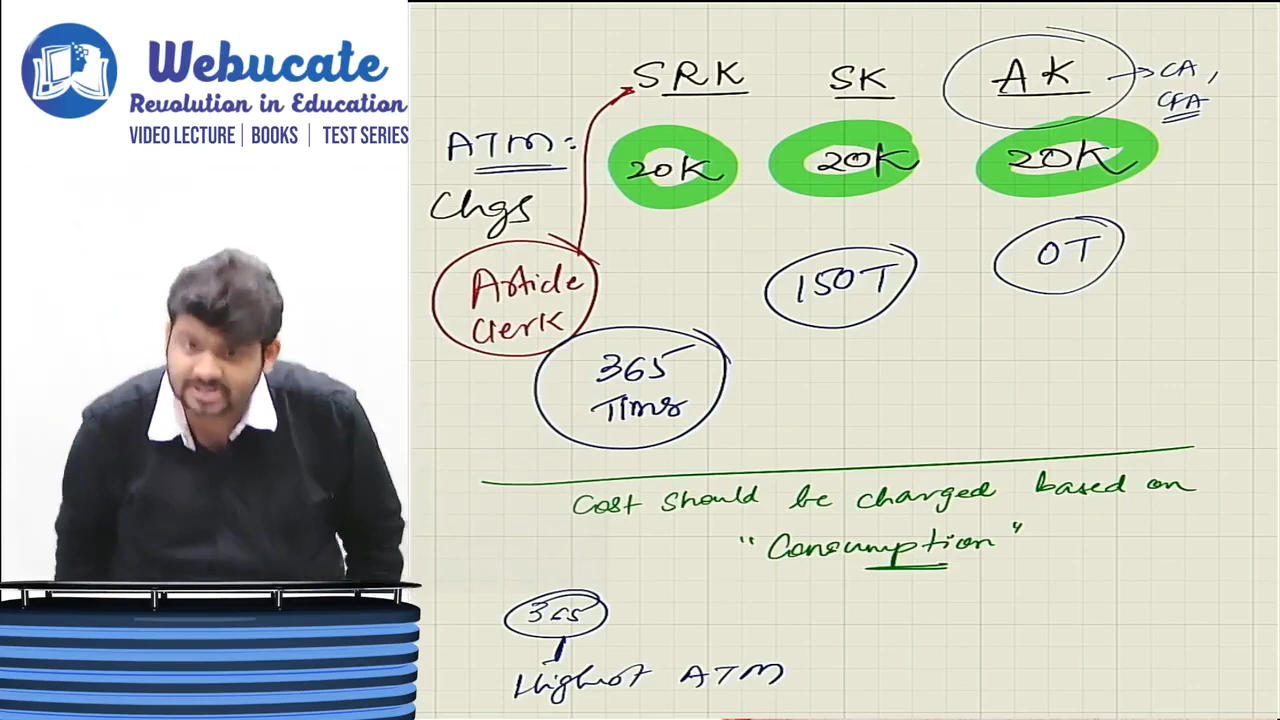 Webucate
Revolution in Education
VIDEO LECTURE | BOOKS | TEST SERIES
SRK SK AK → CA,
CFA
ATM:
Chgs
20K 20K 20K
Article
Clerk
150T 0T
365
Times
Cost should be charged based on
"Consumption"
365
Highest ATM